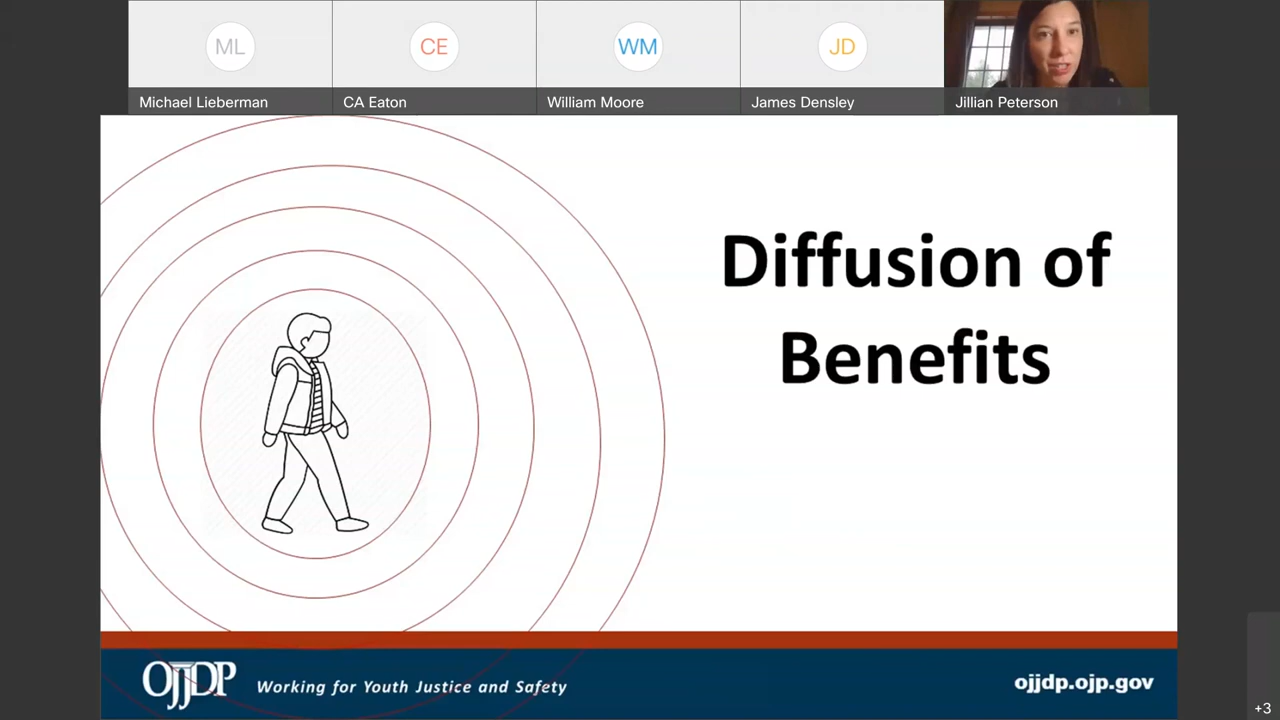 ML
CE
WM
JD
Michael Lieberman
CA Eaton
William Moore
James Densley
Jillian Peterson
Diffusion of
Benefits
OJJDP
Working for Youth Justice and Safety
ojjdp.ojp.gov
+3